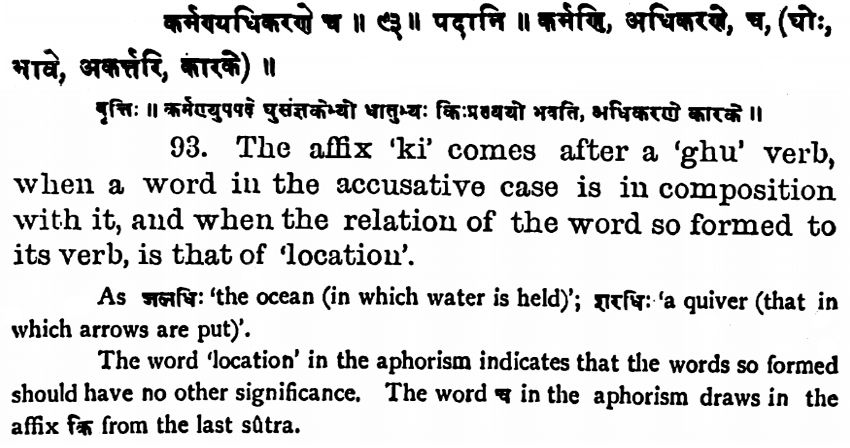 कर्मण्यधिकरणे च ॥ ९३ ॥ पदानि ॥ कर्मणि, अधिकरणे, च, (घोः,
भावे, अकर्त्तरि, कारके) ॥
वृत्तिः ॥ कर्मण्युपपदे घुसंज्ञकेभ्यो धातुभ्यः किःप्रत्ययो भवति, अधिकरणे कारके ॥
93. The affix 'ki' comes after a 'ghu' verb,
when a word in the accusative case is in composition
with it, and when the relation of the word so formed to
its verb, is that of 'location'.
As जलधिः 'the ocean (in which water is held)'; शरधिः 'a quiver (that in
which arrows are put)'.
The word 'location' in the aphorism indicates that the words so formed
should have no other significance. The word च in the aphorism draws in the
affix कि from the last sûtra.